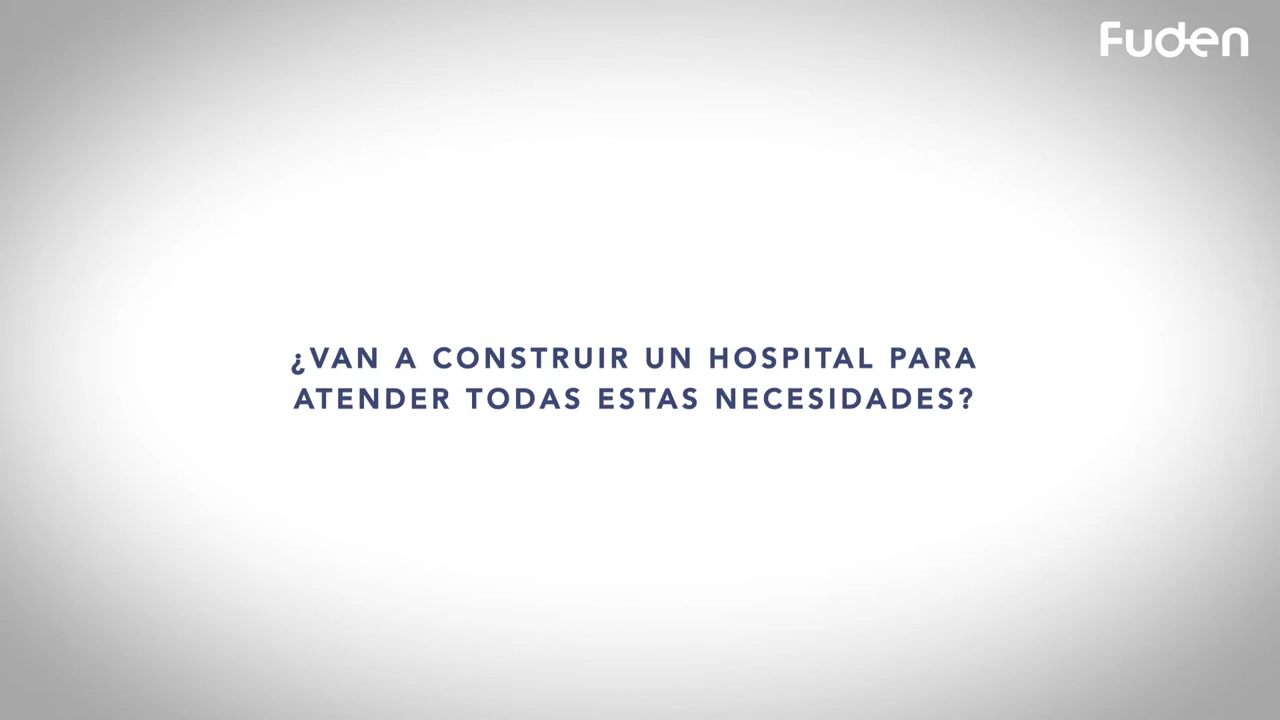 Fuden
¿VAN A CONSTRUIR UN HOSPITAL PARA
ATENDER TODAS ESTAS NECESIDADES?